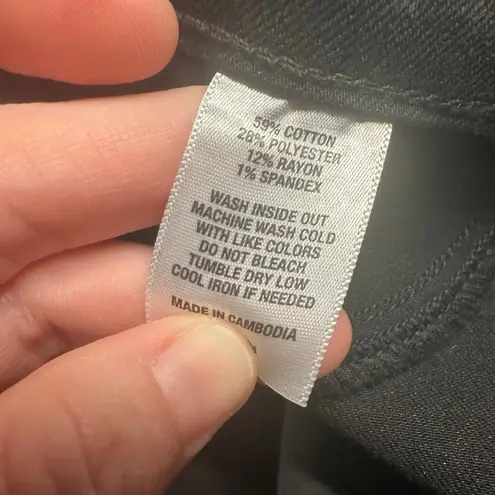 59% COTTON
28% POLYESTER
12% RAYON
1% SPANDEX
WASH INSIDE OUT
MACHINE WASH COLD
WITH LIKE COLORS
DO NOT BLEACH
TUMBLE DRY LOW
COOL IRON IF NEEDED
MADE IN CAMBODIA